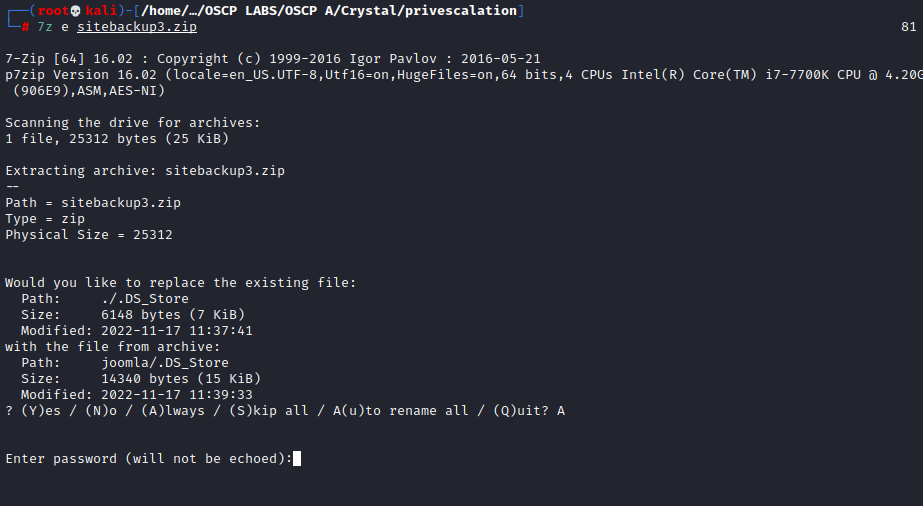 ┌──(root💀kali)-[/home/…/OSCP LABS/OSCP A/Crystal/privescalation]
└─# 7z e sitebackup3.zip 81
7-Zip [64] 16.02 : Copyright (c) 1999-2016 Igor Pavlov : 2016-05-21
p7zip Version 16.02 (locale=en_US.UTF-8,Utf16=on,HugeFiles=on,64 bits,4 CPUs Intel(R) Core(TM) i7-7700K CPU @ 4.20G
(906E9),ASM,AES-NI)
Scanning the drive for archives:
1 file, 25312 bytes (25 KiB)
Extracting archive: sitebackup3.zip
--
Path = sitebackup3.zip
Type = zip
Physical Size = 25312
Would you like to replace the existing file:
Path: ./.DS_Store
Size: 6148 bytes (7 KiB)
Modified: 2022-11-17 11:37:41
with the file from archive:
Path: joomla/.DS_Store
Size: 14340 bytes (15 KiB)
Modified: 2022-11-17 11:39:33
? (Y)es / (N)o / (A)lways / (S)kip all / A(u)to rename all / (Q)uit? A
Enter password (will not be echoed):